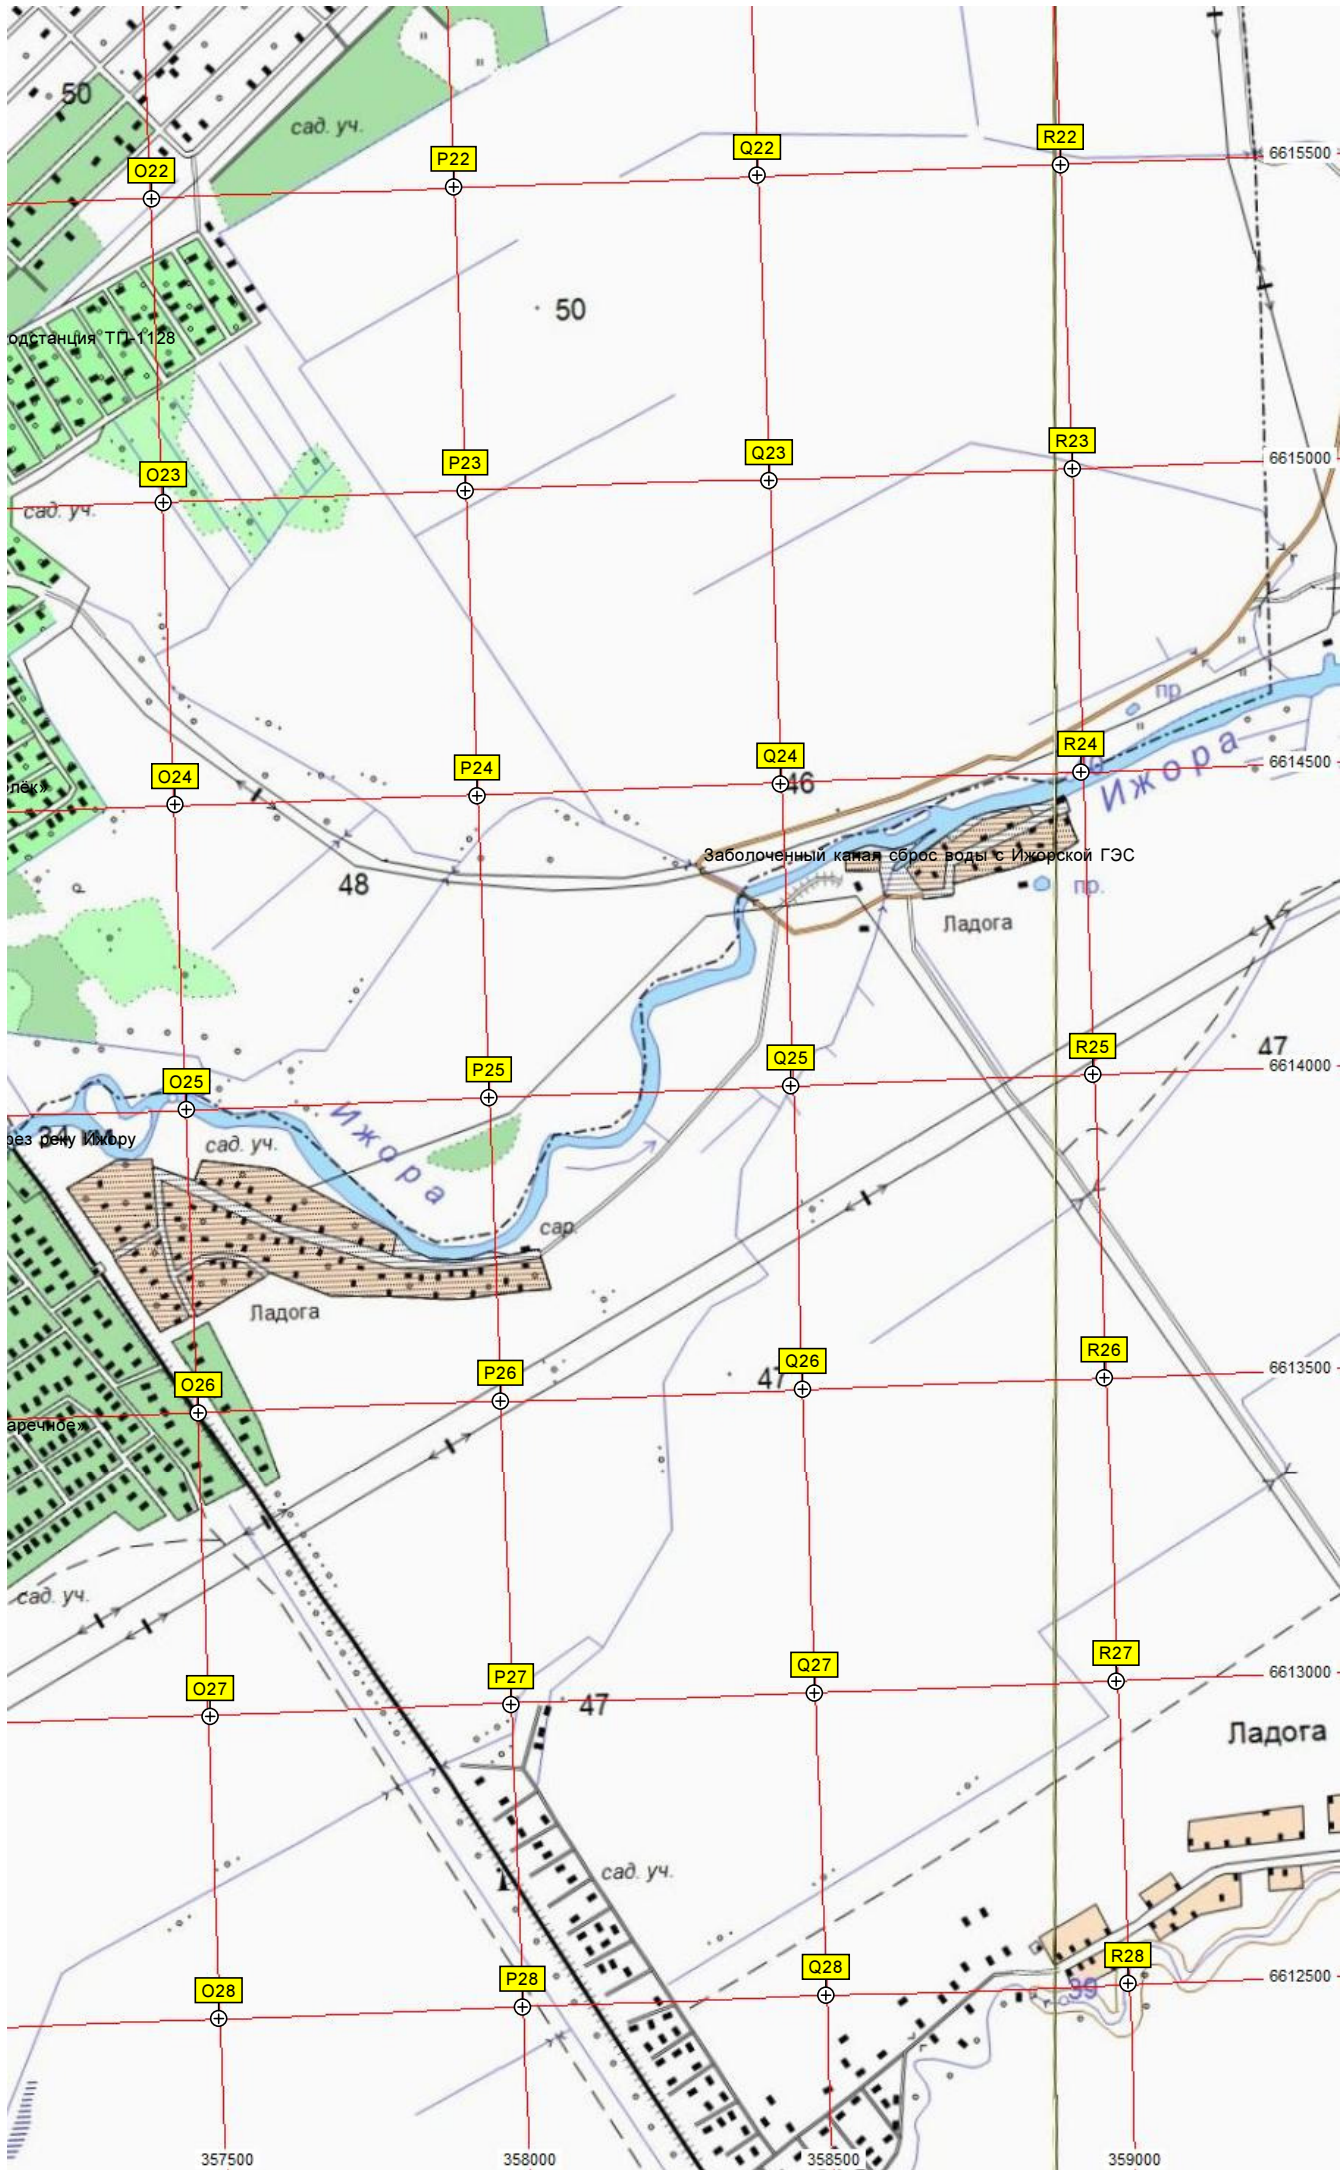 50
сад. уч.
O22
P22
Q22
R22
6615500
50
одстанция ТП-1128
O23
P23
Q23
R23
6615000
сад. уч.
пр.
Ижора
O24
P24
Q24
R24
6614500
лёк»
46
Заболоченный канал сброс воды с Ижорской ГЭС
48
пр.
Ладога
47
O25
P25
Q25
R25
6614000
рез реку Ижору
сад. уч.
Ижора
сар.
Ладога
O26
P26
Q26
R26
6613500
47
аречное»
сад. уч.
O27
P27
Q27
R27
6613000
47
Ладога
сад. уч.
O28
P28
Q28
R28
6612500
39
357500
358000
358500
359000